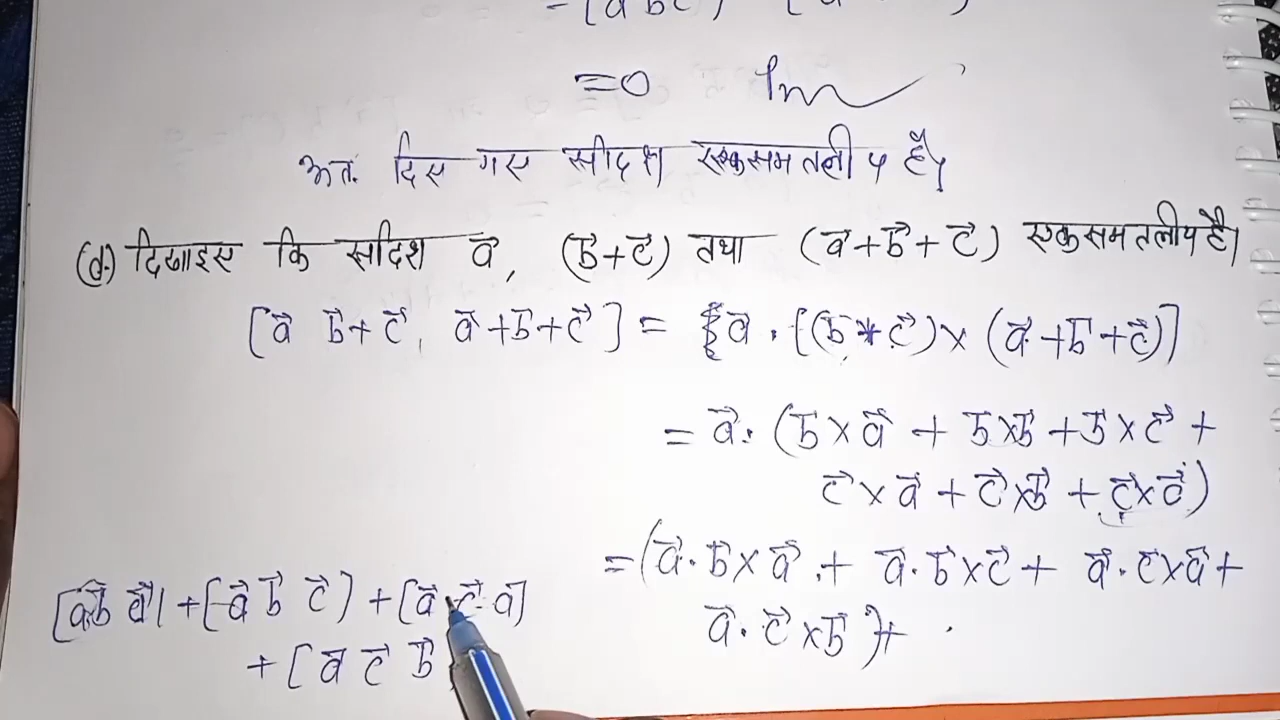 = 0
अतः दिए गए सदिश एकसमतलीय है।
(d.) दिखाइए कि सदिश a⃗, (b⃗+c⃗) तथा (a⃗+b⃗+c⃗) एकसमतलीय है।
[a⃗ b⃗+c⃗, a⃗+b⃗+c⃗] = a⃗ · [(b⃗+c⃗)×(a⃗+b⃗+c⃗)]
= a⃗·(b⃗×a⃗ + b⃗×b⃗ + b⃗×c⃗ +
c⃗×a⃗ + c⃗×b⃗ + c⃗×c⃗)
= (a⃗·b⃗×a⃗ + a⃗·b⃗×c⃗ + a⃗·c⃗×a⃗ +
a⃗·c⃗×b⃗)+
[a⃗ b⃗ a⃗] + [a⃗ b⃗ c⃗] + [a⃗ c⃗ a⃗]
+ [a⃗ c⃗ b⃗